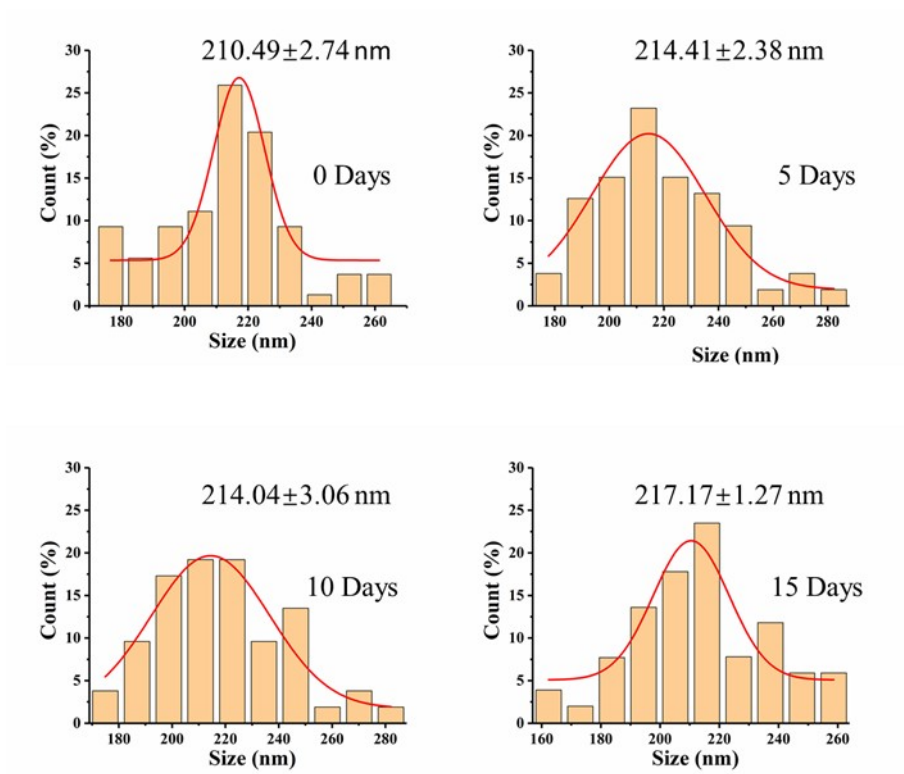 210.49±2.74 nm
30
25
20
15
10
5
0
Count (%)
0 Days
180 200 220 240 260
Size (nm)
214.41±2.38 nm
30
25
20
15
10
5
0
Count (%)
5 Days
180 200 220 240 260 280
Size (nm)
214.04±3.06 nm
30
25
20
15
10
5
0
Count (%)
10 Days
180 200 220 240 260 280
Size (nm)
217.17±1.27 nm
30
25
20
15
10
5
0
Count (%)
15 Days
160 180 200 220 240 260
Size (nm)